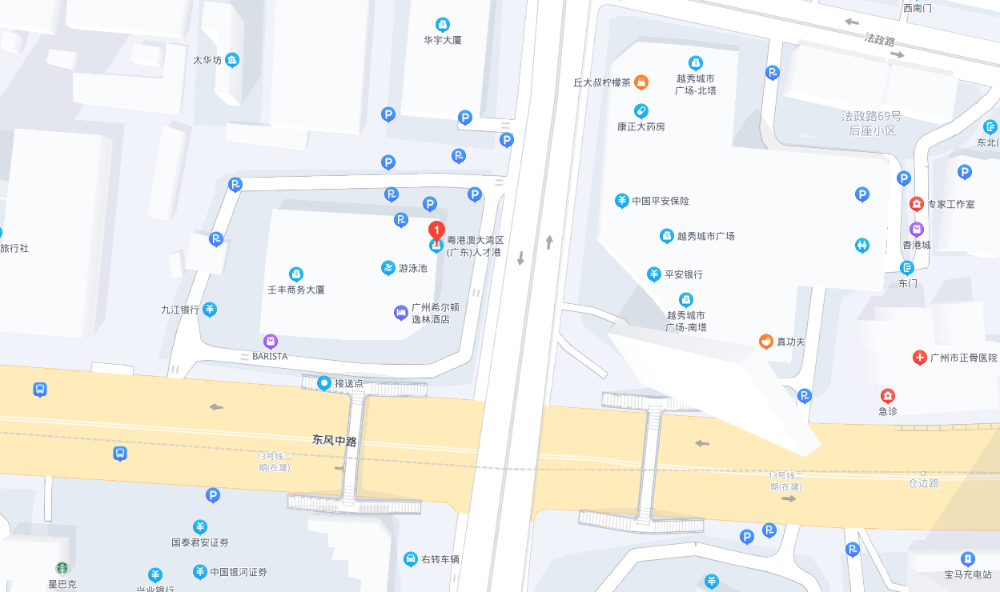 西南门
华宇大厦
法政路
太华坊
丘大叔柠檬茶
越秀城市
广场-北塔
康正大药房
法政路69号
后座小区
东北门
中国平安保险
专家工作室
旅行社
1
粤港澳大湾区
(广东)人才港
越秀城市广场
香港城
游泳池
平安银行
东门
壬丰商务大厦
九江银行
广州希尔顿
逸林酒店
越秀城市
广场-南塔
真功夫
BARISTA
广州市正骨医院
接送点
急诊
东风中路
13号线二
期(在建)
13号线二
期(在建)
仓边路
国泰君安证券
右转车辆
中国银河证券
星巴克
兴业银行
宝马充电站